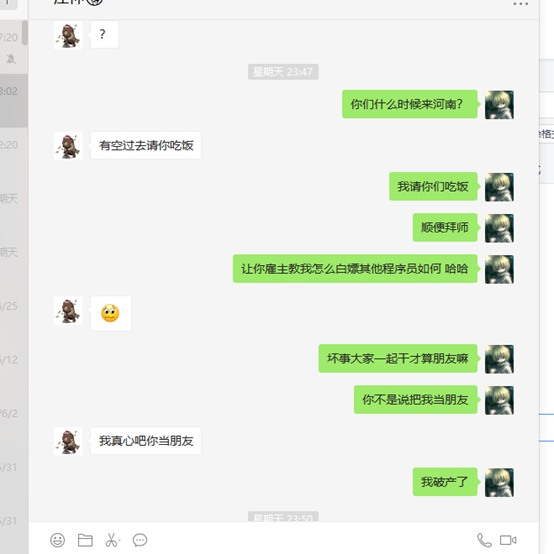 ?
星期天 23:47
你们什么时候来河南?
有空过去请你吃饭
我请你们吃饭
顺便拜师
让你雇主教我怎么白嫖其他程序员如何 哈哈
坏事大家一起干才算朋友嘛
你不是说把我当朋友
我真心吧你当朋友
我破产了
星期天 23:50
7:20
3:02
2:20
期天
期天
5/25
5/12
/6/2
5/31
5/31